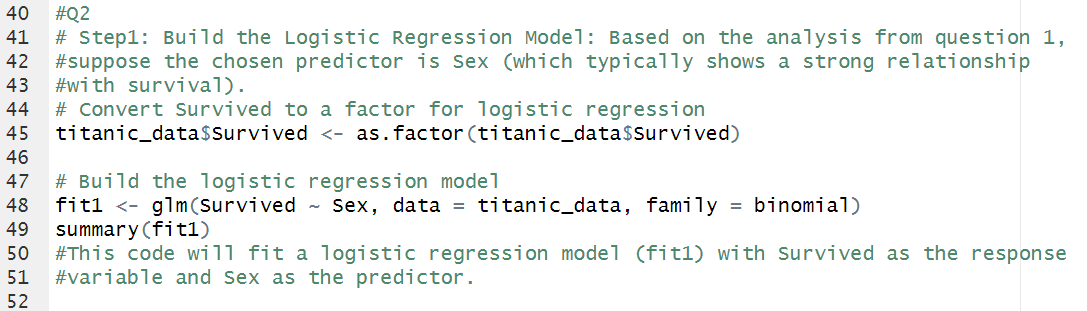 40 #Q2
41 # Step1: Build the Logistic Regression Model: Based on the analysis from question 1,
42 #suppose the chosen predictor is Sex (which typically shows a strong relationship
43 #with survival).
44 # Convert Survived to a factor for logistic regression
45 titanic_data$Survived <- as.factor(titanic_data$Survived)
46
47 # Build the logistic regression model
48 fit1 <- glm(Survived ~ Sex, data = titanic_data, family = binomial)
49 summary(fit1)
50 #This code will fit a logistic regression model (fit1) with Survived as the response
51 #variable and Sex as the predictor.
52